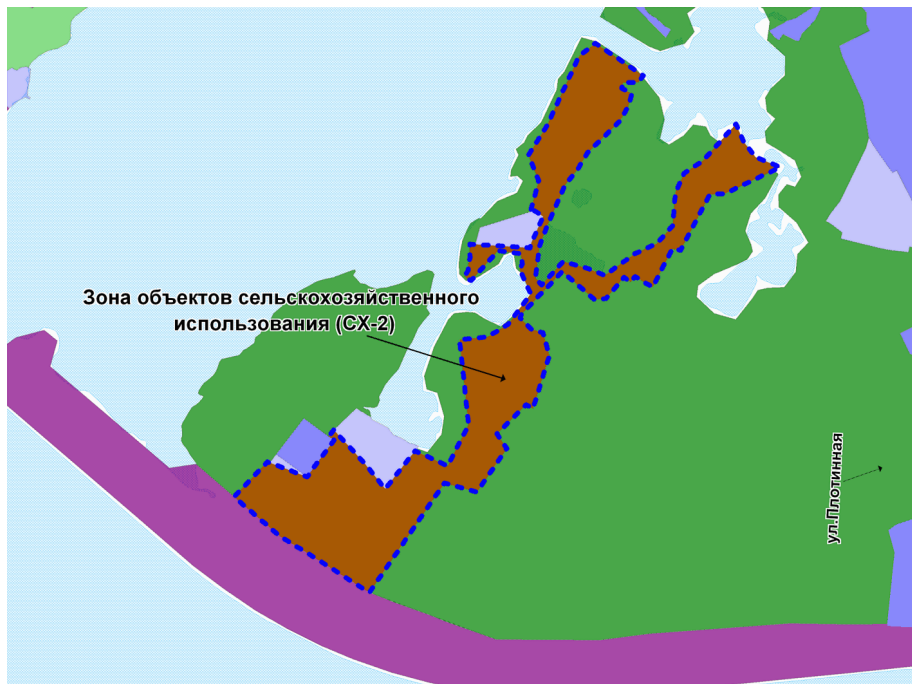 Зона объектов сельскохозяйственного
использования (СХ-2)
ул.Плотинная